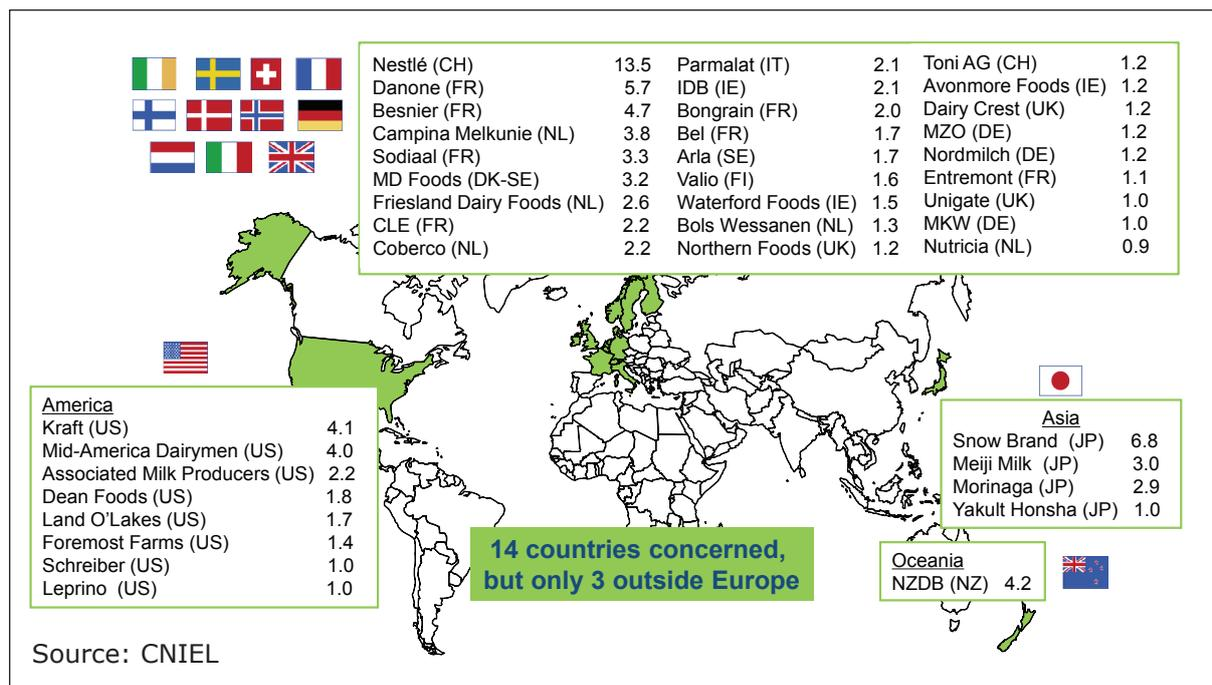 Nestlé (CH) 13.5
Danone (FR) 5.7
Besnier (FR) 4.7
Campina Melkunie (NL) 3.8
Sodiaal (FR) 3.3
MD Foods (DK-SE) 3.2
Friesland Dairy Foods (NL) 2.6
CLE (FR) 2.2
Coberco (NL) 2.2
Parmalat (IT) 2.1
IDB (IE) 2.1
Bongrain (FR) 2.0
Bel (FR) 1.7
Arla (SE) 1.7
Valio (FI) 1.6
Waterford Foods (IE) 1.5
Bols Wessanen (NL) 1.3
Northern Foods (UK) 1.2
Toni AG (CH) 1.2
Avonmore Foods (IE) 1.2
Dairy Crest (UK) 1.2
MZO (DE) 1.2
Nordmilch (DE) 1.2
Entremont (FR) 1.1
Unigate (UK) 1.0
MKW (DE) 1.0
Nutricia (NL) 0.9
America
Kraft (US) 4.1
Mid-America Dairymen (US) 4.0
Associated Milk Producers (US) 2.2
Dean Foods (US) 1.8
Land O'Lakes (US) 1.7
Foremost Farms (US) 1.4
Schreiber (US) 1.0
Leprino (US) 1.0
Asia
Snow Brand (JP) 6.8
Meiji Milk (JP) 3.0
Morinaga (JP) 2.9
Yakult Honsha (JP) 1.0
Oceania
NZDB (NZ) 4.2
14 countries concerned,
but only 3 outside Europe
Source: CNIEL